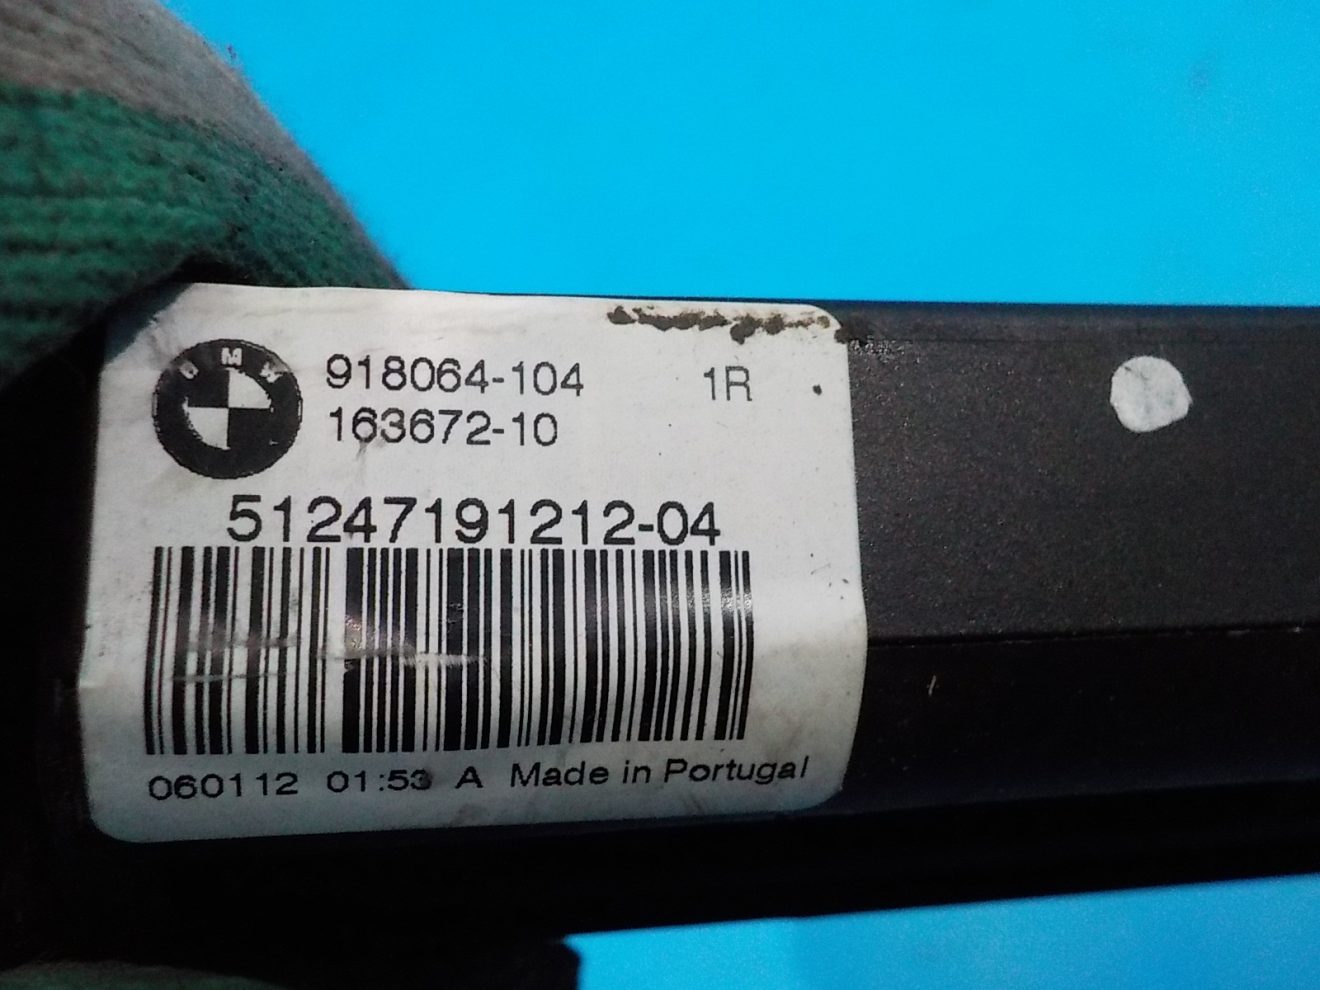 BMW
918064-104 1R
163672-10
51247191212-04
060112 01:53 A Made in Portugal